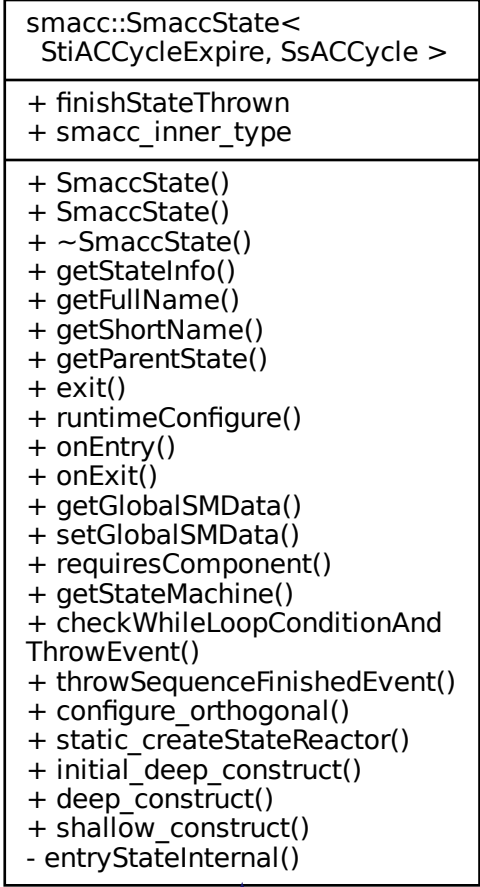 smacc::SmaccState<
StiACCycleExpire, SsACCycle >
+ finishStateThrown
+ smacc_inner_type
+ SmaccState()
+ SmaccState()
+ ~SmaccState()
+ getStateInfo()
+ getFullName()
+ getShortName()
+ getParentState()
+ exit()
+ runtimeConfigure()
+ onEntry()
+ onExit()
+ getGlobalSMData()
+ setGlobalSMData()
+ requiresComponent()
+ getStateMachine()
+ checkWhileLoopConditionAnd
ThrowEvent()
+ throwSequenceFinishedEvent()
+ configure_orthogonal()
+ static_createStateReactor()
+ initial_deep_construct()
+ deep_construct()
+ shallow_construct()
- entryStateInternal()